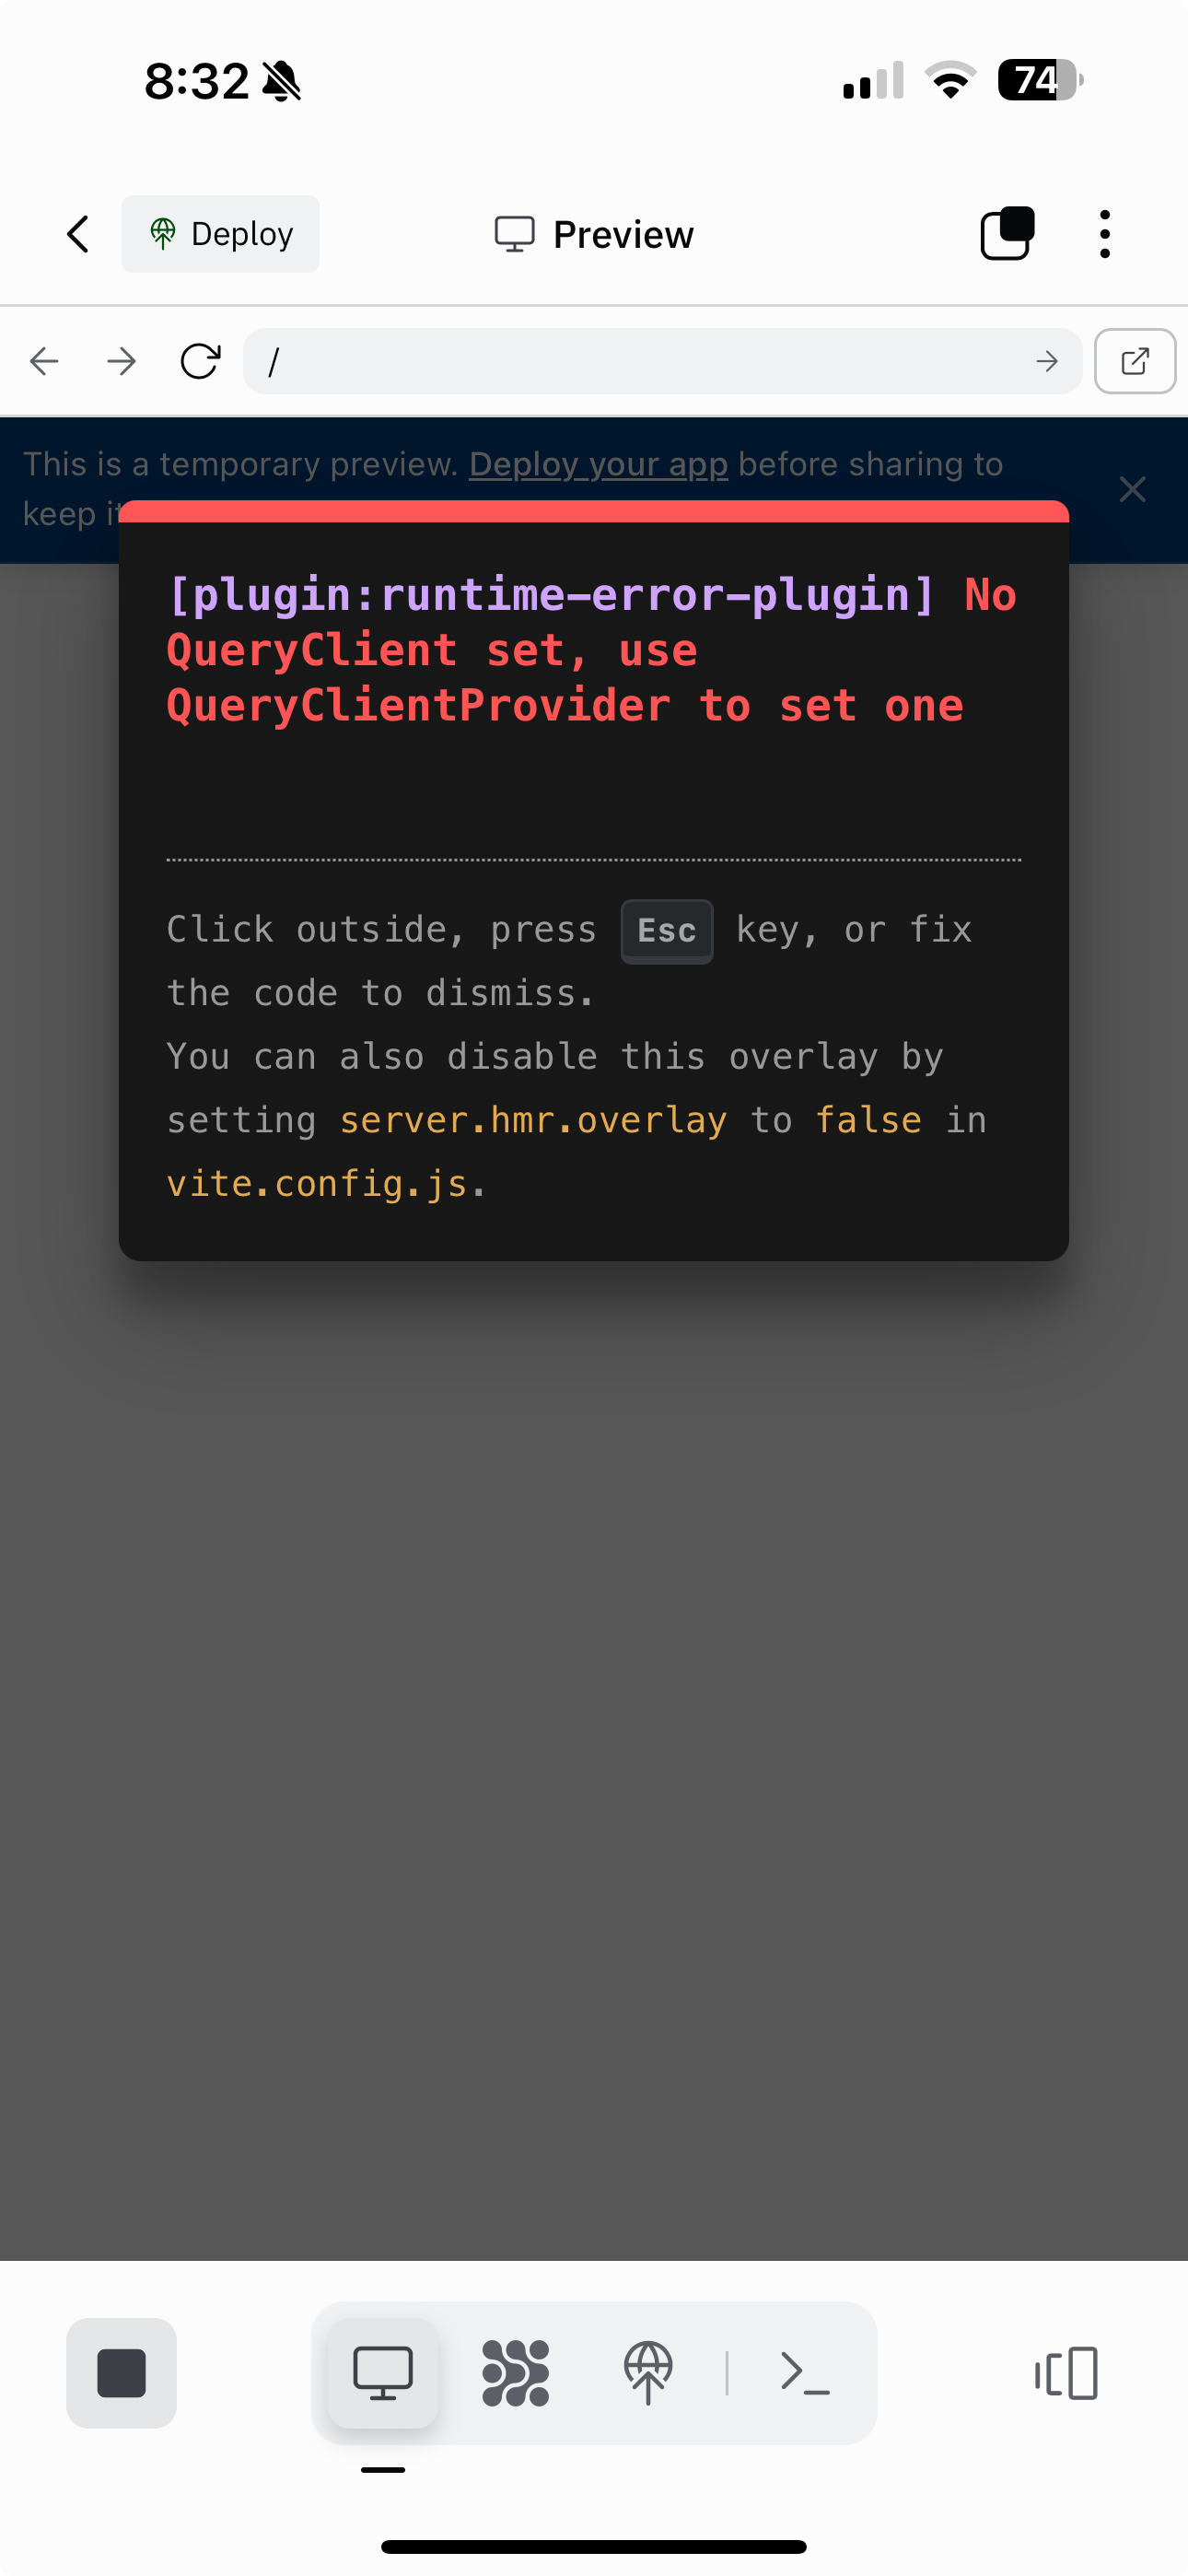 8:32
74
Deploy
Preview
/
This is a temporary preview. Deploy your app before sharing to
keep it
[plugin:runtime-error-plugin] No
QueryClient set, use
QueryClientProvider to set one
Click outside, press Esc key, or fix
the code to dismiss.
You can also disable this overlay by
setting server.hmr.overlay to false in
vite.config.js.